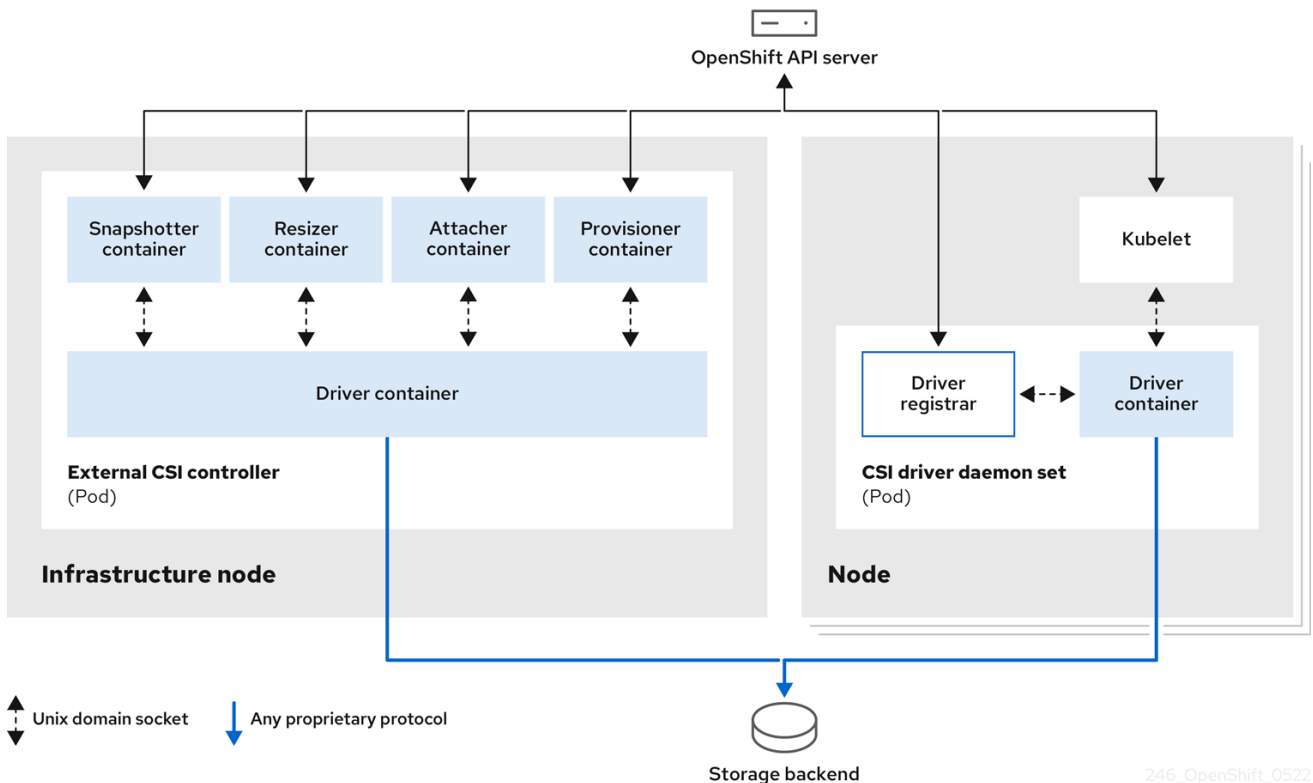 OpenShift API server
Snapshotter
container
Resizer
container
Attacher
container
Provisioner
container
Kubelet
Driver container
Driver
registrar
Driver
container
External CSI controller
(Pod)
CSI driver daemon set
(Pod)
Infrastructure node
Node
Unix domain socket
Any proprietary protocol
Storage backend
246_OpenShift_0522